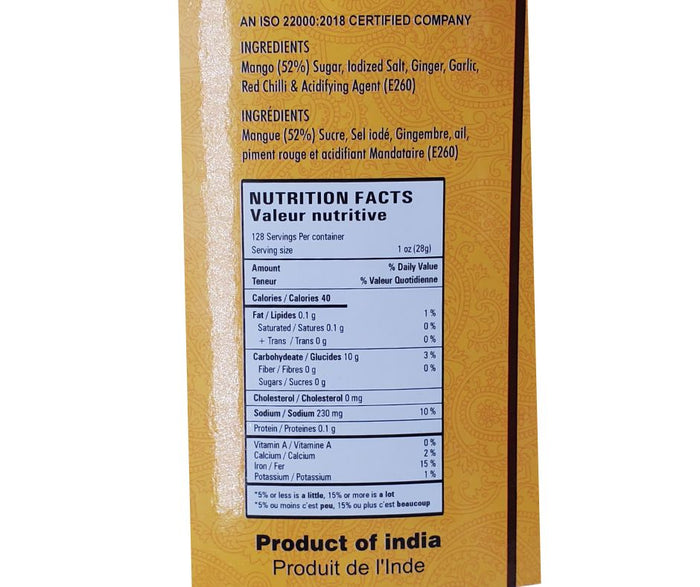 AN ISO 22000:2018 CERTIFIED COMPANY
INGREDIENTS
Mango (52%) Sugar, Iodized Salt, Ginger, Garlic,
Red Chilli & Acidifying Agent (E260)
INGRÉDIENTS
Mangue (52%) Sucre, Sel iodé, Gingembre, ail,
piment rouge et acidifiant Mandataire (E260)
NUTRITION FACTS
Valeur nutritive
128 Servings Per container
Serving size 1 oz (28g)
Amount % Daily Value
Teneur % Valeur Quotidienne
Calories / Calories 40
Fat / Lipides 0.1 g 1 %
Saturated / Satures 0.1 g 0 %
+ Trans / Trans 0 g 0 %
Carbohydeate / Glucides 10 g 3 %
Fiber / Fibres 0 g 0 %
Sugars / Sucres 0 g
Cholesterol / Cholesterol 0 mg
Sodium / Sodium 230 mg 10 %
Protein / Proteines 0.1 g
Vitamin A / Vitamine A 0 %
Calcium / Calcium 2 %
Iron / Fer 15 %
Potassium / Potassium 1 %
*5% or less is a little, 15% or more is a lot
*5% ou moins c'est peu, 15% ou plus c'est beaucoup
Product of india
Produit de l'Inde